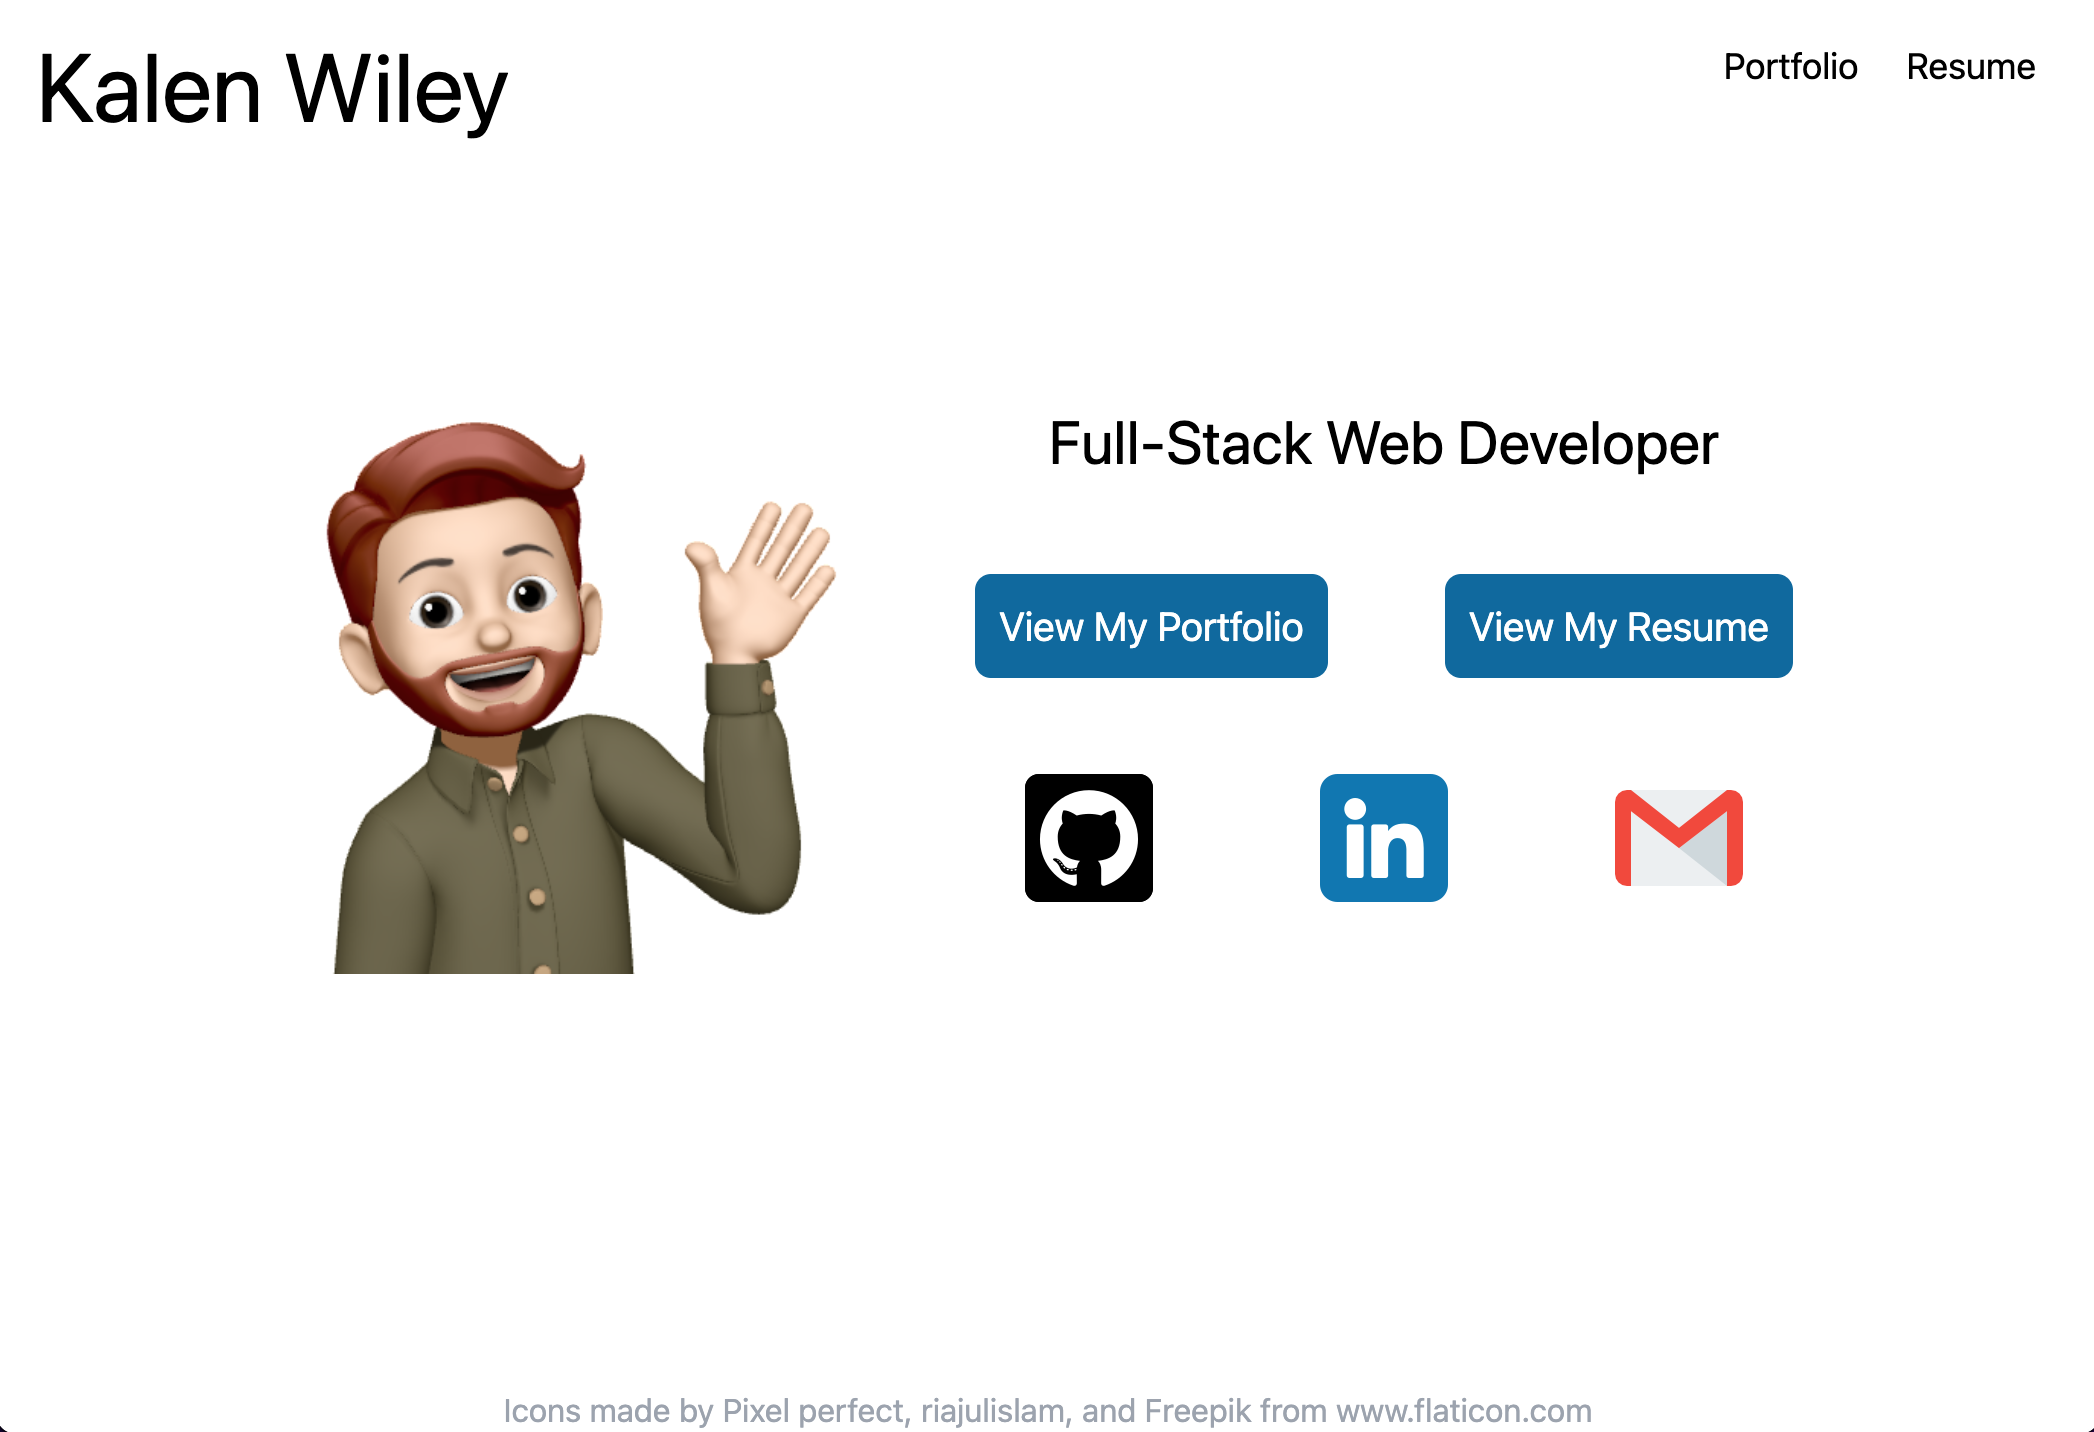 Kalen Wiley
Portfolio Resume
Full-Stack Web Developer
View My Portfolio View My Resume
in
Icons made by Pixel perfect, riajulislam, and Freepik from www.flaticon.com